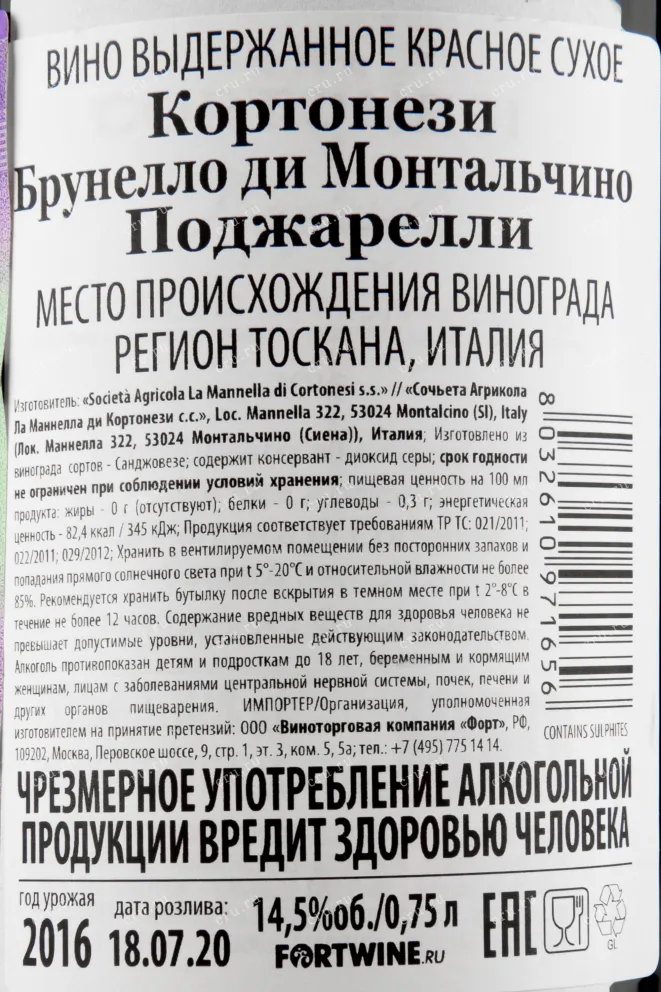 ВИНО ВЫДЕРЖАННОЕ КРАСНОЕ СУХОЕ
Кортонези
Брунелло ди Монтальчино
Поджарелли
МЕСТО ПРОИСХОЖДЕНИЯ ВИНОГРАДА
РЕГИОН ТОСКАНА, ИТАЛИЯ
Изготовитель: «Società Agricola La Mannella di Cortonesi s.s.» // «Сочьета Агрикола
Ла Маннелла ди Кортонези с.с.», Loc. Mannella 322, 53024 Montalcino (SI), Italy
(Лок. Маннелла 322, 53024 Монтальчино (Сиена)), Италия; Изготовлено из
винограда сортов - Санджовезе; содержит консервант - диоксид серы; срок годности
не ограничен при соблюдении условий хранения; пищевая ценность на 100 мл
продукта: жиры - 0 г (отсутствуют); белки - 0 г; углеводы - 0,3 г; энергетическая
ценность - 82,4 ккал / 345 кДж; Продукция соответствует требованиям ТР ТС: 021/2011;
022/2011; 029/2012; Хранить в вентилируемом помещении без посторонних запахов и
попадания прямого солнечного света при t 5°-20°С и относительной влажности не более
85%. Рекомендуется хранить бутылку после вскрытия в темном месте при t 2°-8°С в
течение не более 12 часов. Содержание вредных веществ для здоровья человека не
превышает допустимые уровни, установленные действующим законодательством.
Алкоголь противопоказан детям и подросткам до 18 лет, беременным и кормящим
женщинам, лицам с заболеваниями центральной нервной системы, почек, печени и
других органов пищеварения. ИМПОРТЕР/Организация, уполномоченная
изготовителем на принятие претензий: ООО «Виноторговая компания «Форт», РФ,
109202, Москва, Перовское шоссе, 9, стр. 1, эт. 3, ком. 5, 5а; тел.: +7 (495) 775 14 14.
8 032610 971656
CONTAINS SULPHITES
ЧРЕЗМЕРНОЕ УПОТРЕБЛЕНИЕ АЛКОГОЛЬНОЙ
ПРОДУКЦИИ ВРЕДИТ ЗДОРОВЬЮ ЧЕЛОВЕКА
год урожая
2016
дата розлива:
18.07.20
14,5%об./0,75 л
FORTWINE.RU
EAC
GL